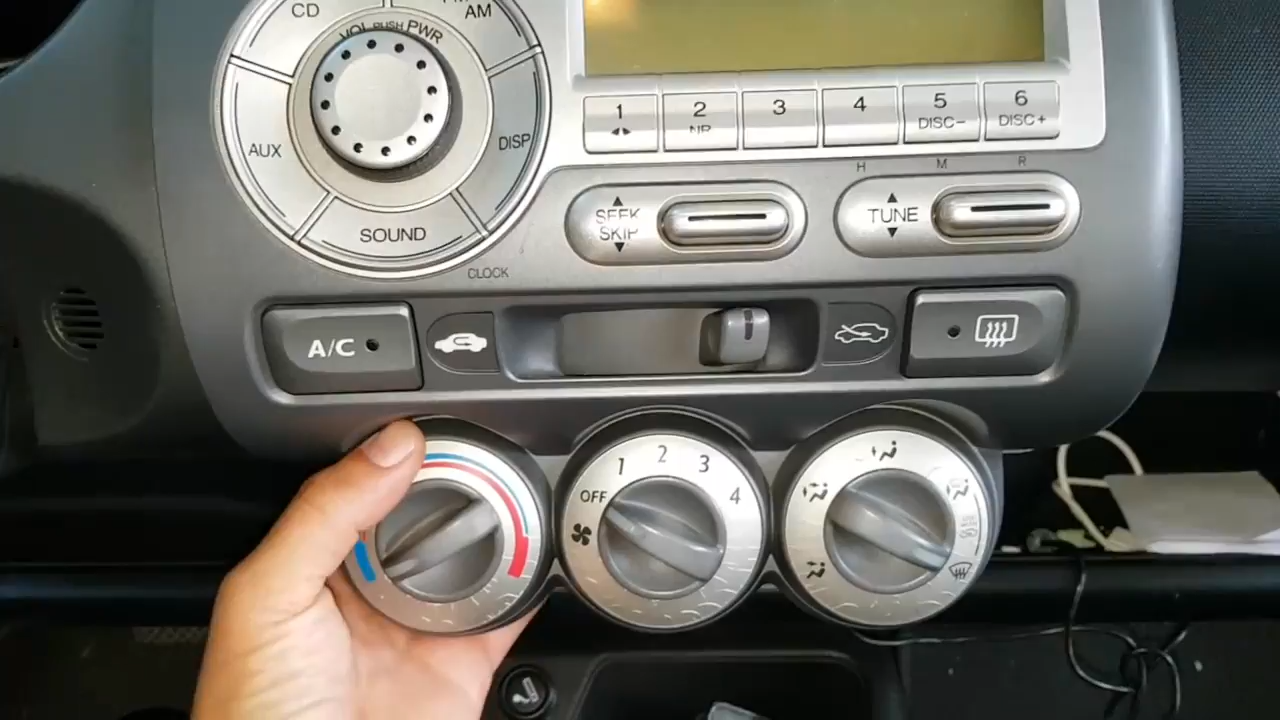 CD
AM
VOL PUSH PWR
AUX
DISP
SOUND
CLOCK
1 2 3 4 5 6
DISC- DISC+
H M R
SEEK
SKIP
TUNE
A/C
OFF 1 2 3 4